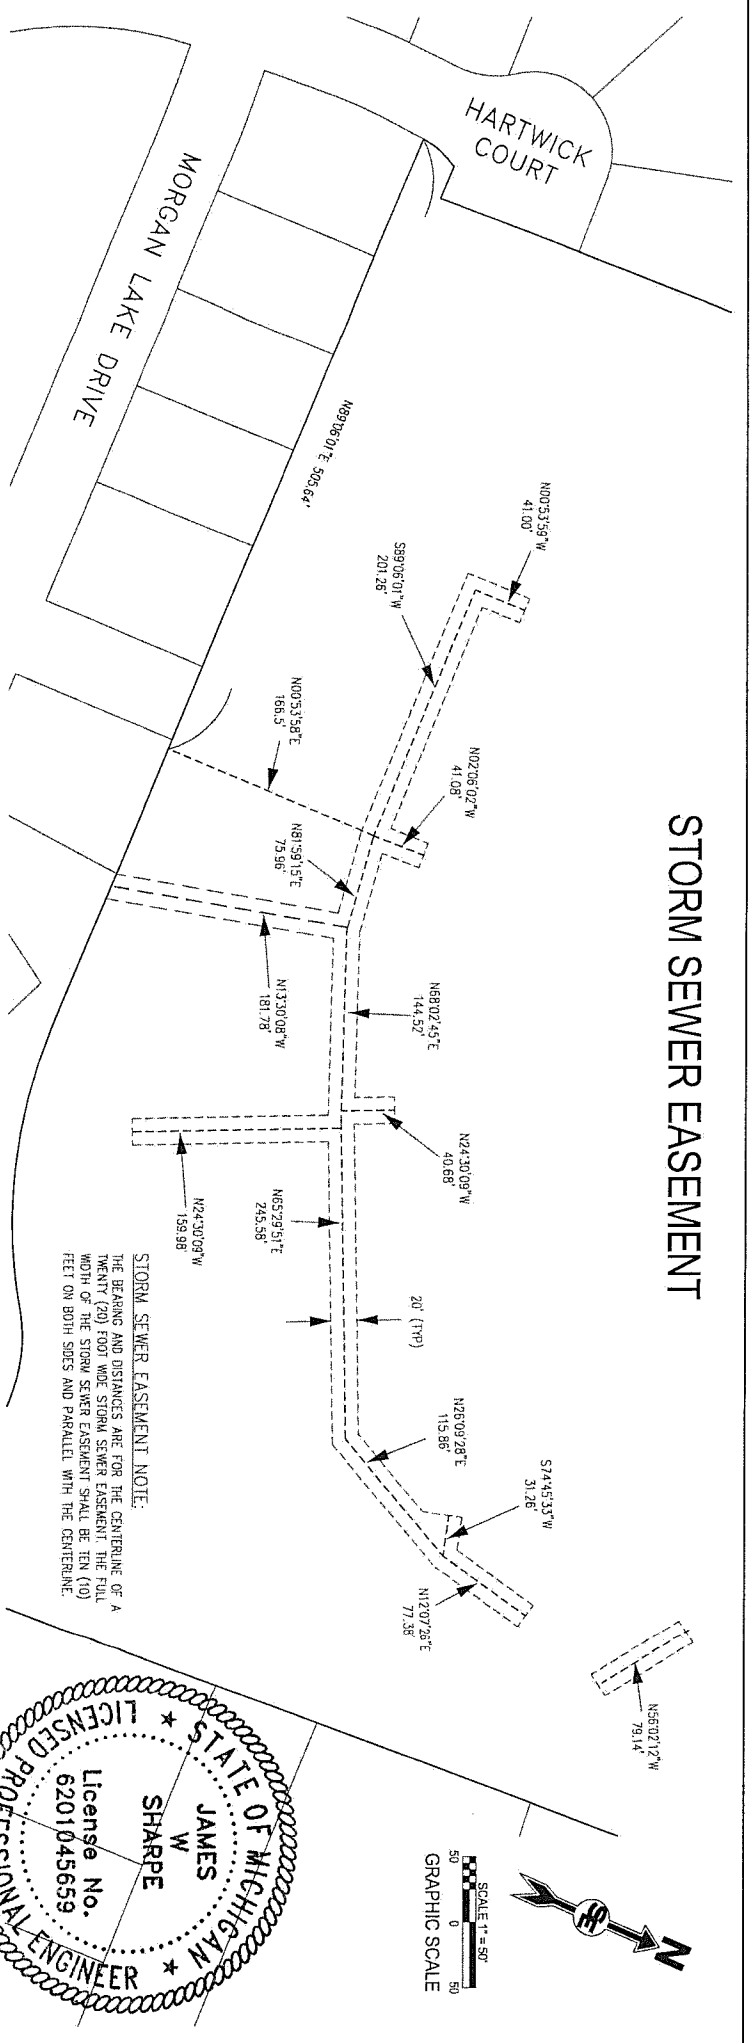 STORM SEWER EASEMENT
HARTWICK
COURT
MORGAN LAKE DRIVE
N89°06'01"E 505.64'
N00°53'59"W
41.00'
S89°06'01"W
201.26'
N02°06'02"W
41.08'
N00°53'58"E
166.5'
N81°59'15"E
75.96'
N13°30'08"W
181.78'
N68°02'45"E
144.52'
N24°30'09"W
40.68'
N24°30'09"W
159.98'
N65°29'51"E
245.58'
20' (TYP)
N26°09'28"E
115.86'
S74°45'33"W
31.26'
N12°07'26"E
77.38'
N56°02'12"W
79.14'
STORM SEWER EASEMENT NOTE:
THE BEARING AND DISTANCES ARE FOR THE CENTERLINE OF A
TWENTY (20) FOOT WIDE STORM SEWER EASEMENT. THE FULL
WIDTH OF THE STORM SEWER EASEMENT SHALL BE TEN (10)
FEET ON BOTH SIDES AND PARALLEL WITH THE CENTERLINE.
N
SCALE 1" = 50'
50 0 50
GRAPHIC SCALE
STATE OF MICHIGAN
JAMES
W
SHARPE
License No.
6201045659
LICENSED PROFESSIONAL ENGINEER